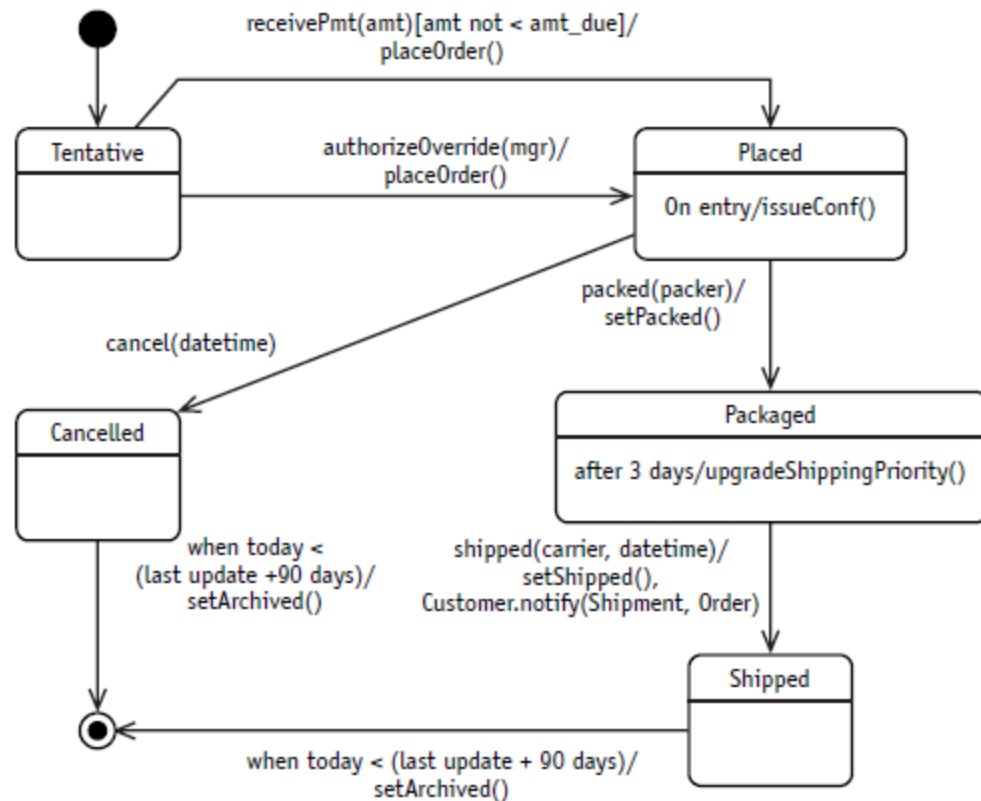 receivePmt(amt)[amt not < amt_due]/
placeOrder()
Tentative
authorizeOverride(mgr)/
placeOrder()
Placed
On entry/issueConf()
packed(packer)/
setPacked()
cancel(datetime)
Cancelled
Packaged
after 3 days/upgradeShippingPriority()
when today <
(last update +90 days)/
setArchived()
shipped(carrier, datetime)/
setShipped(),
Customer.notify(Shipment, Order)
Shipped
when today < (last update + 90 days)/
setArchived()